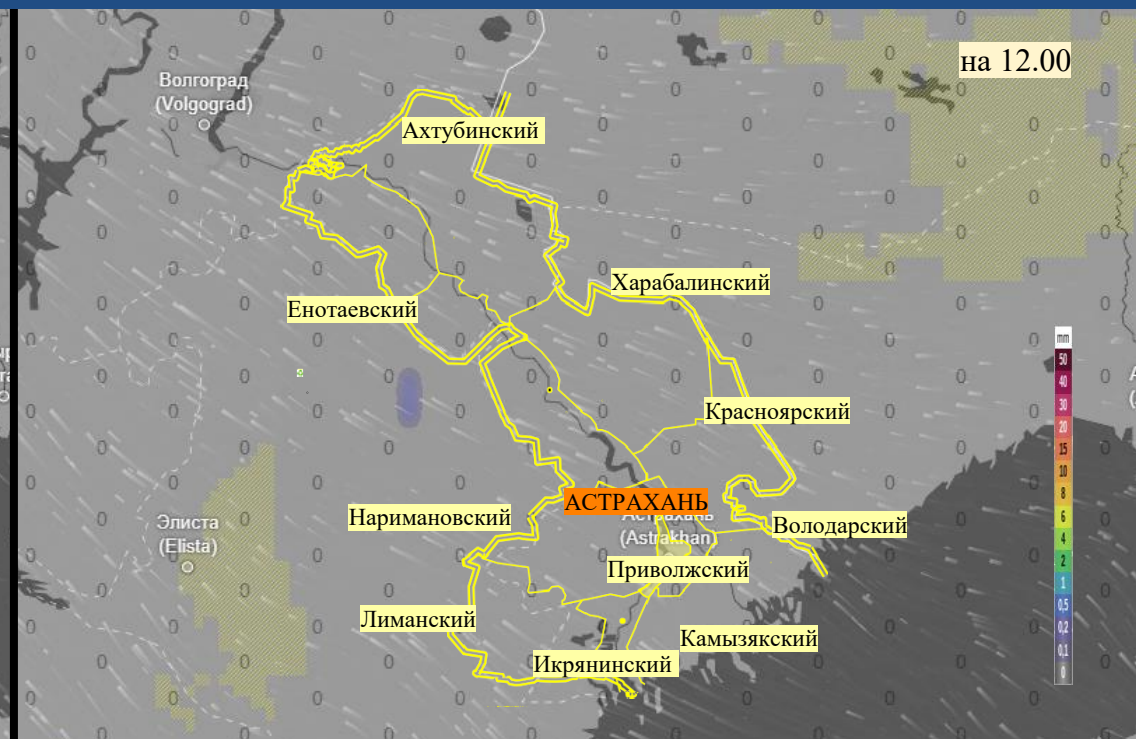 на 12.00
Волгоград
(Volgograd)
Ахтубинский
Харабалинский
Енотаевский
mm
50
40
30
20
15
10
8
6
4
2
1
0,5
0,2
0,1
0
Красноярский
АСТРАХАНЬ
Наримановский
Элиста
(Elista)
Астрахань
(Astrakhan)
Володарский
Приволжский
Лиманский
Камызякский
Икрянинский